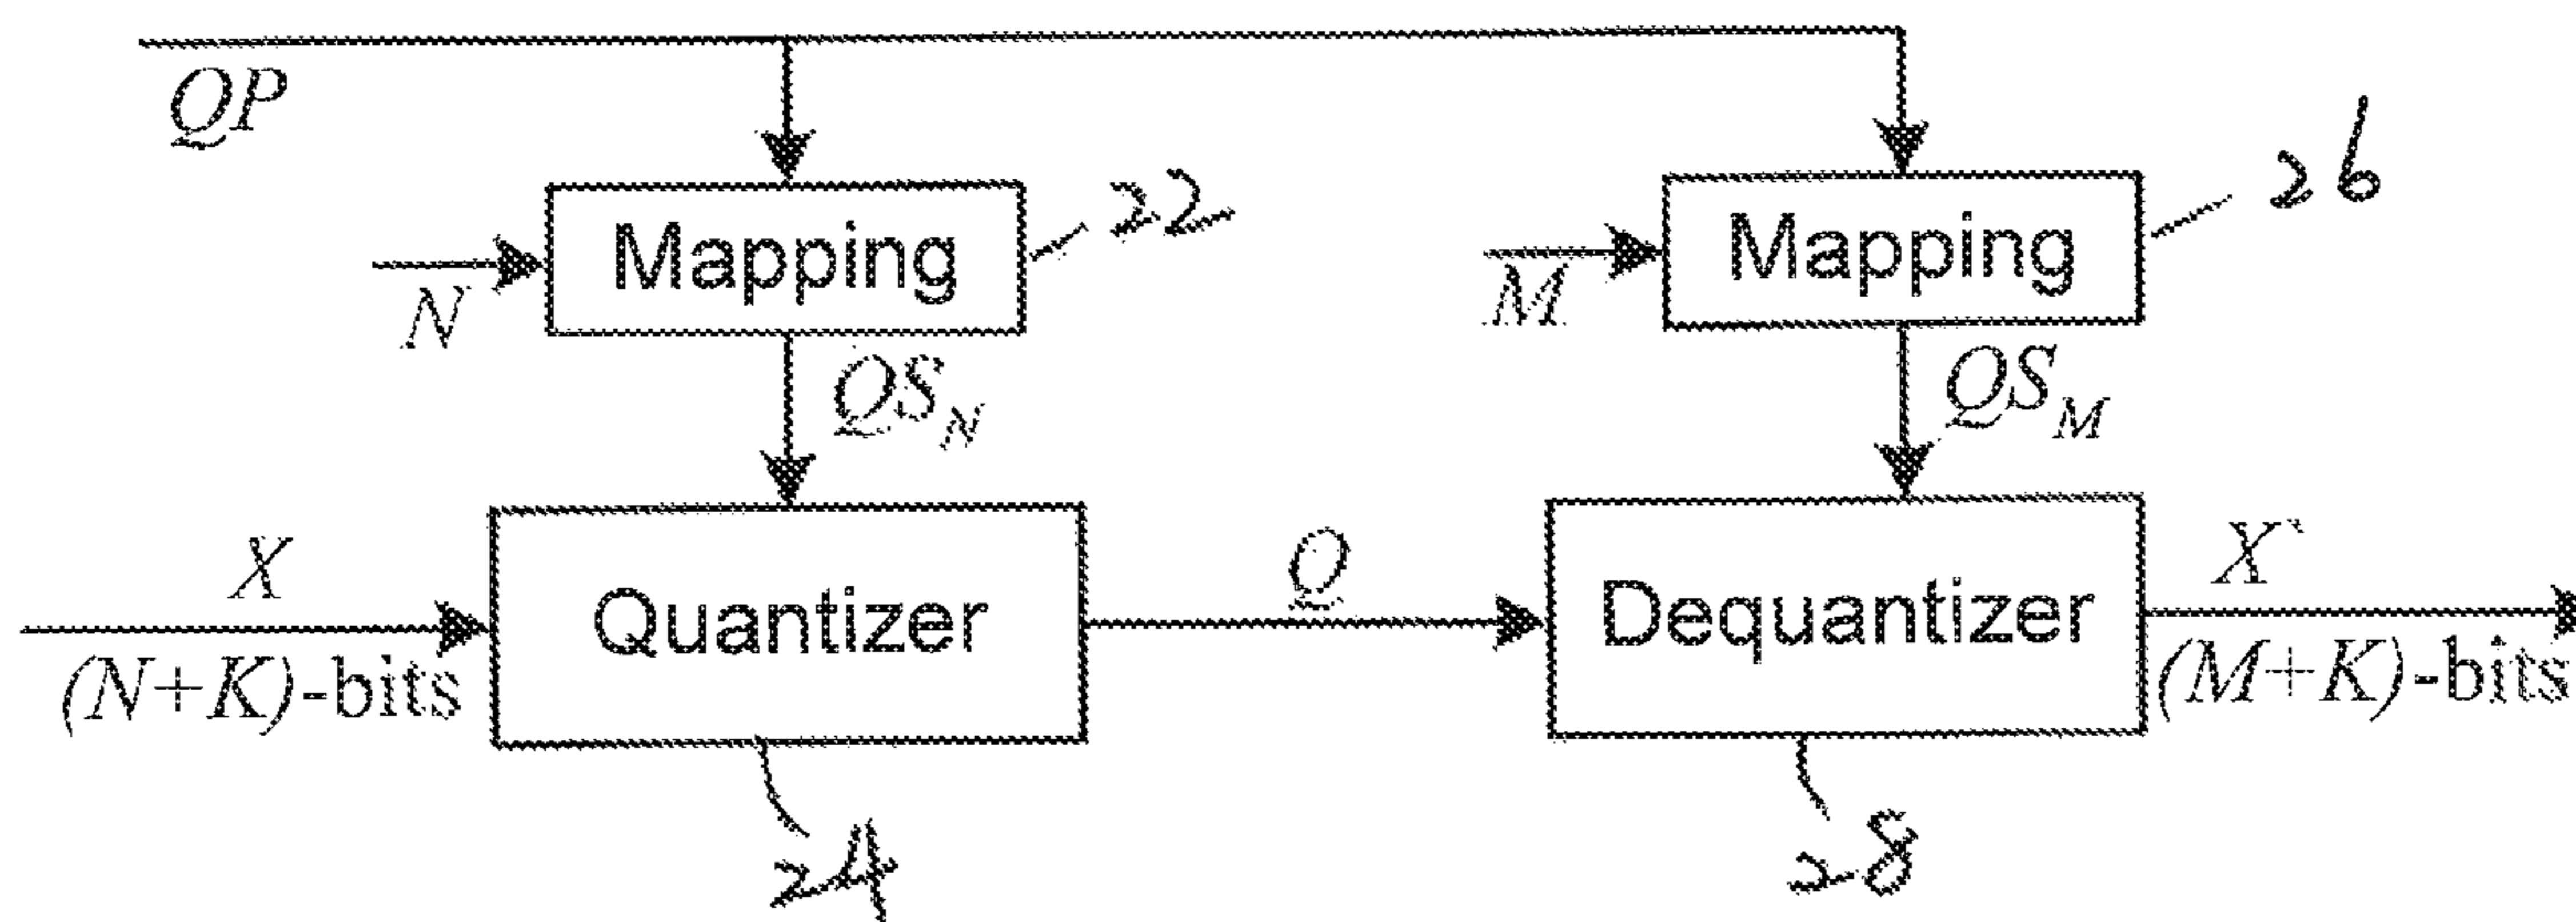 QP
Mapping 22
Mapping 26
N
M
QS_N
QS_M
X
Q
X`
Quantizer
Dequantizer
(N+K)-bits
(M+K)-bits
24
28